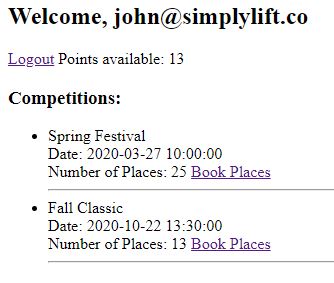 Welcome, john@simplylift.co
Logout Points available: 13
Competitions:
Spring Festival
Date: 2020-03-27 10:00:00
Number of Places: 25 Book Places
Fall Classic
Date: 2020-10-22 13:30:00
Number of Places: 13 Book Places